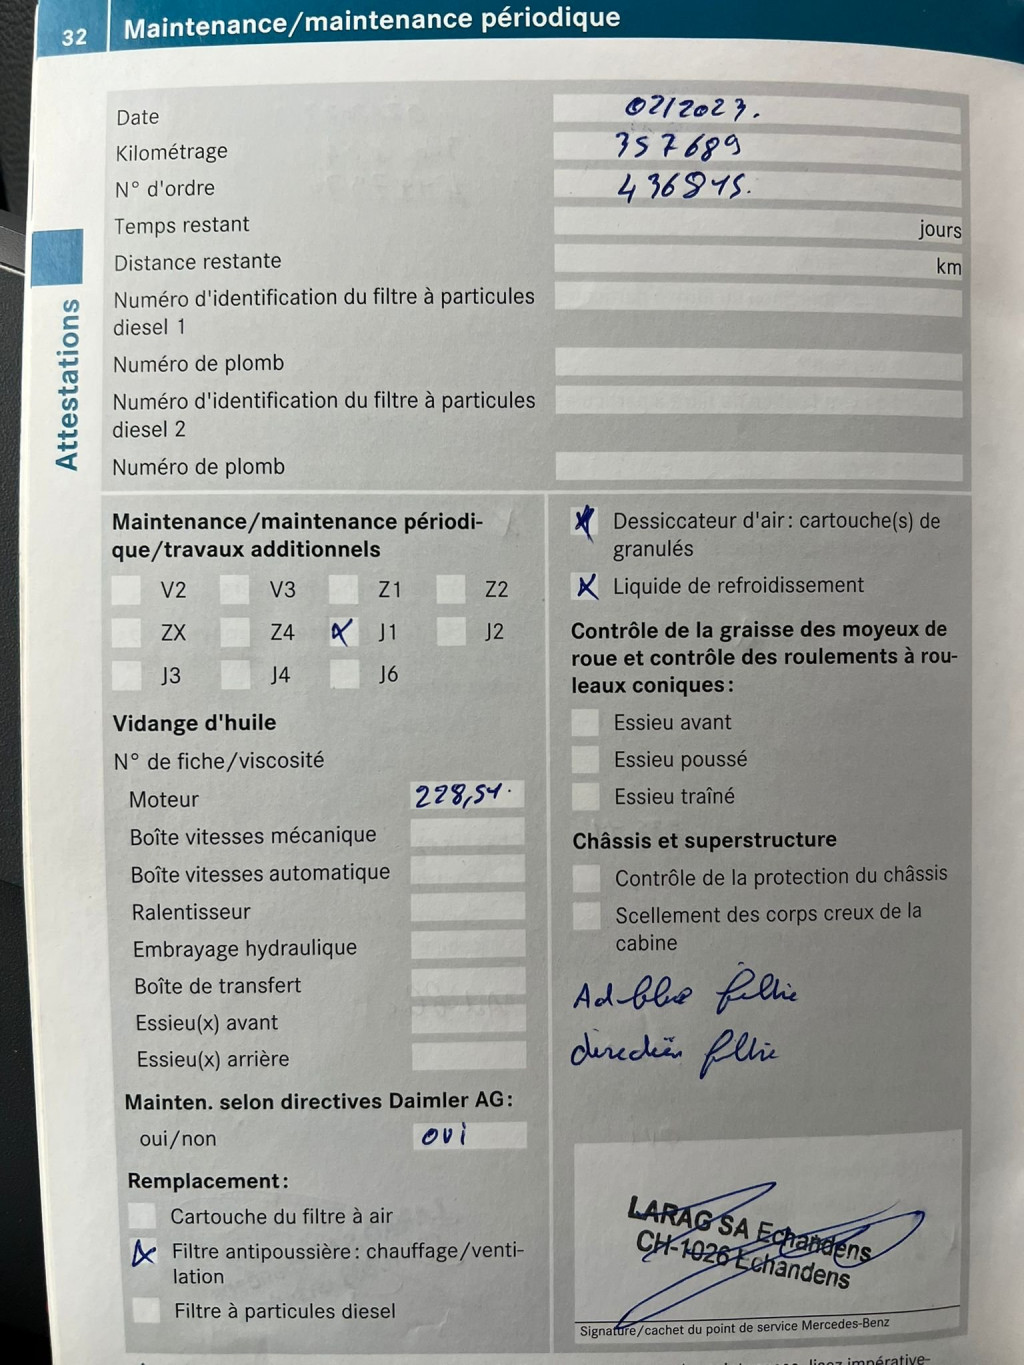 32 Maintenance/maintenance périodique
Attestations
Date 02/2023.
Kilométrage 357689
N° d'ordre 436815.
Temps restant jours
Distance restante km
Numéro d'identification du filtre à particules
diesel 1
Numéro de plomb
Numéro d'identification du filtre à particules
diesel 2
Numéro de plomb
Maintenance/maintenance périodi-
que/travaux additionnels
V2 V3 Z1 Z2
ZX Z4 J1 J2
J3 J4 J6
Vidange d'huile
N° de fiche/viscosité
Moteur 228,51.
Boîte vitesses mécanique
Boîte vitesses automatique
Ralentisseur
Embrayage hydraulique
Boîte de transfert
Essieu(x) avant
Essieu(x) arrière
Mainten. selon directives Daimler AG:
oui/non oui
Remplacement:
Cartouche du filtre à air
Filtre antipoussière: chauffage/venti-
lation
Filtre à particules diesel
Dessiccateur d'air: cartouche(s) de
granulés
Liquide de refroidissement
Contrôle de la graisse des moyeux de
roue et contrôle des roulements à rou-
leaux coniques:
Essieu avant
Essieu poussé
Essieu traîné
Châssis et superstructure
Contrôle de la protection du châssis
Scellement des corps creux de la
cabine
Ad-blue filtre
direction filtre
LARAG SA Echandens
CH-1026 Echandens
Signature/cachet du point de service Mercedes-Benz